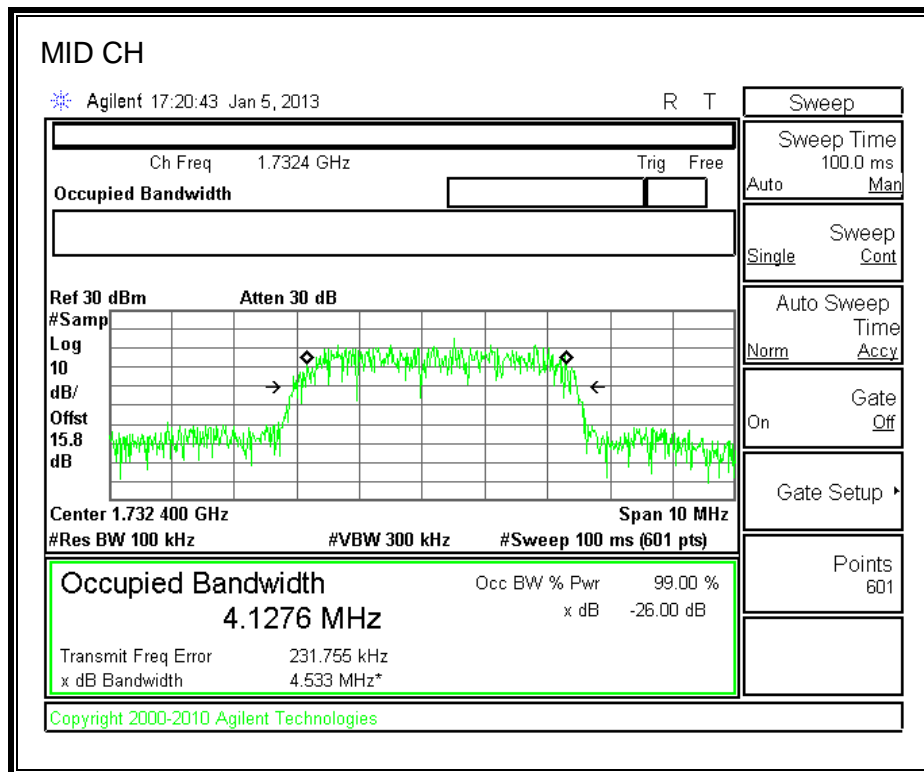 MID CH
Agilent 17:20:43 Jan 5, 2013 R T
Ch Freq 1.7324 GHz Trig Free
Occupied Bandwidth
Ref 30 dBm Atten 30 dB
#Samp
Log
10
dB/
Offst
15.8
dB
Center 1.732 400 GHz Span 10 MHz
#Res BW 100 kHz #VBW 300 kHz #Sweep 100 ms (601 pts)
Occupied Bandwidth
4.1276 MHz
Occ BW % Pwr 99.00 %
x dB -26.00 dB
Transmit Freq Error 231.755 kHz
x dB Bandwidth 4.533 MHz*
Copyright 2000-2010 Agilent Technologies
Sweep
Sweep Time
100.0 ms
Auto Man
Sweep
Single Cont
Auto Sweep
Time
Norm Accy
Gate
On Off
Gate Setup
Points
601